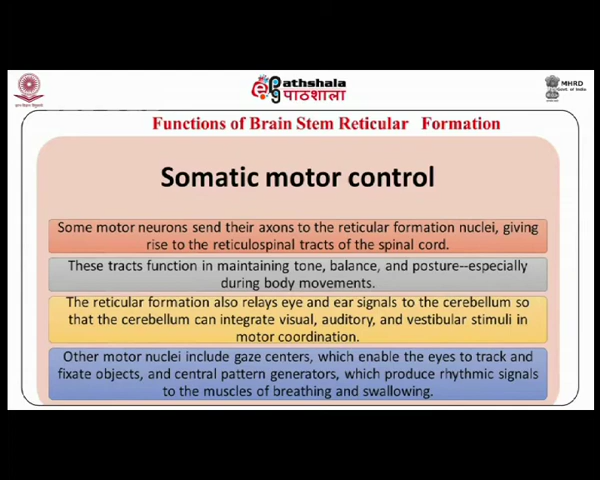 Pathshala
पाठशाला
MHRD
Govt. of India
Functions of Brain Stem Reticular Formation
Somatic motor control
Some motor neurons send their axons to the reticular formation nuclei, giving
rise to the reticulospinal tracts of the spinal cord.
These tracts function in maintaining tone, balance, and posture--especially
during body movements.
The reticular formation also relays eye and ear signals to the cerebellum so
that the cerebellum can integrate visual, auditory, and vestibular stimuli in
motor coordination.
Other motor nuclei include gaze centers, which enable the eyes to track and
fixate objects, and central pattern generators, which produce rhythmic signals
to the muscles of breathing and swallowing.